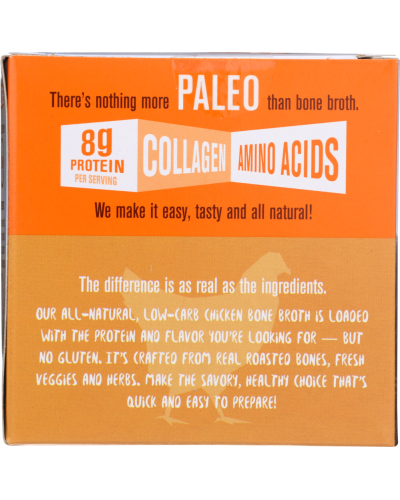 There's nothing more PALEO than bone broth.
8g PROTEIN PER SERVING COLLAGEN AMINO ACIDS
We make it easy, tasty and all natural!
The difference is as real as the ingredients.
OUR ALL-NATURAL, LOW-CARB CHICKEN BONE BROTH IS LOADED
WITH THE PROTEIN AND FLAVOR YOU'RE LOOKING FOR — BUT
NO GLUTEN. IT'S CRAFTED FROM REAL ROASTED BONES, FRESH
VEGGIES AND HERBS. MAKE THE SAVORY, HEALTHY CHOICE THAT'S
QUICK AND EASY TO PREPARE!